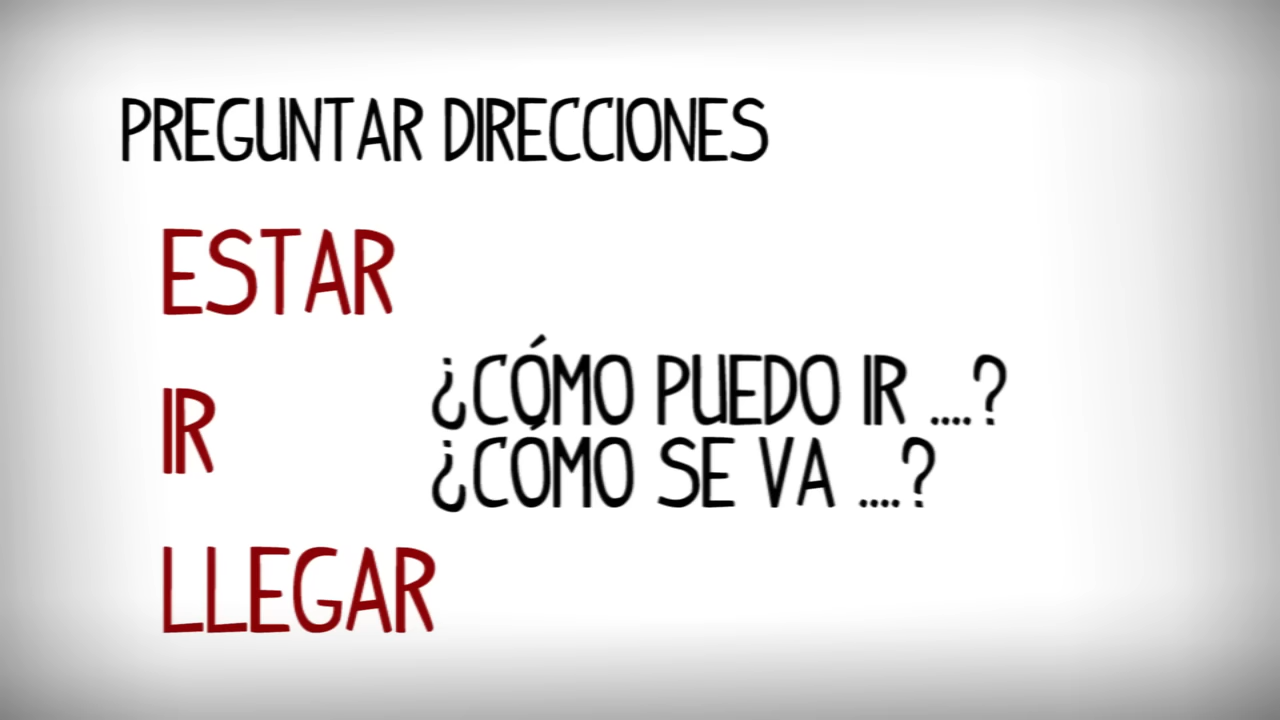 PREGUNTAR DIRECCIONES
ESTAR
IR
¿CÓMO PUEDO IR ....?
¿CÓMO SE VA ....?
LLEGAR